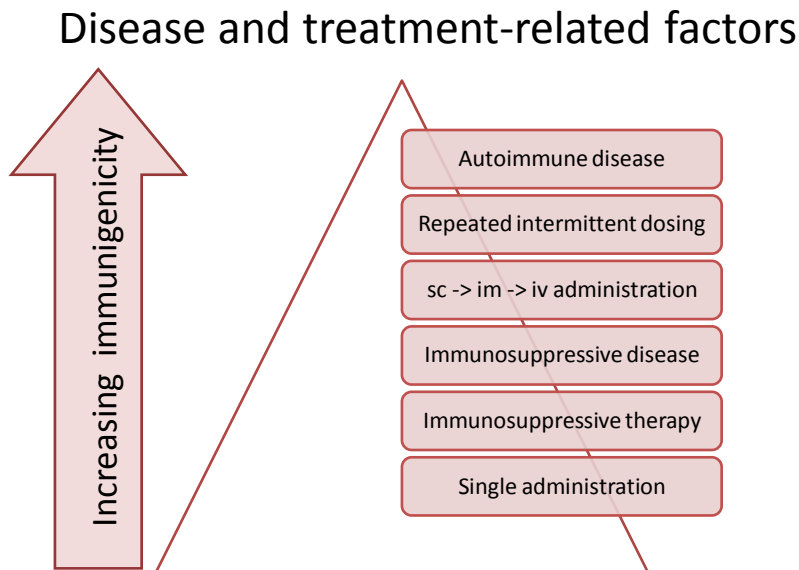 Disease and treatment-related factors
Increasing immunigenicity
Autoimmune disease
Repeated intermittent dosing
sc -> im -> iv administration
Immunosuppressive disease
Immunosuppressive therapy
Single administration